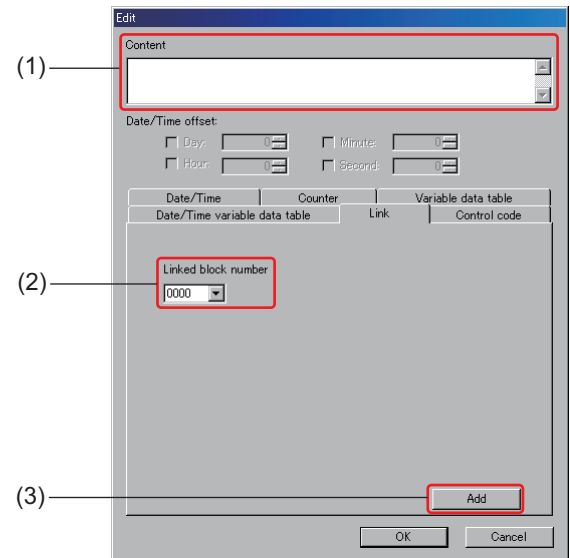 Edit
(1)
Content
Date/Time offset:
Day: 0 Minute: 0
Hour: 0 Second: 0
Date/Time Counter Variable data table
Date/Time variable data table Link Control code
(2)
Linked block number
0000
(3)
Add
OK Cancel